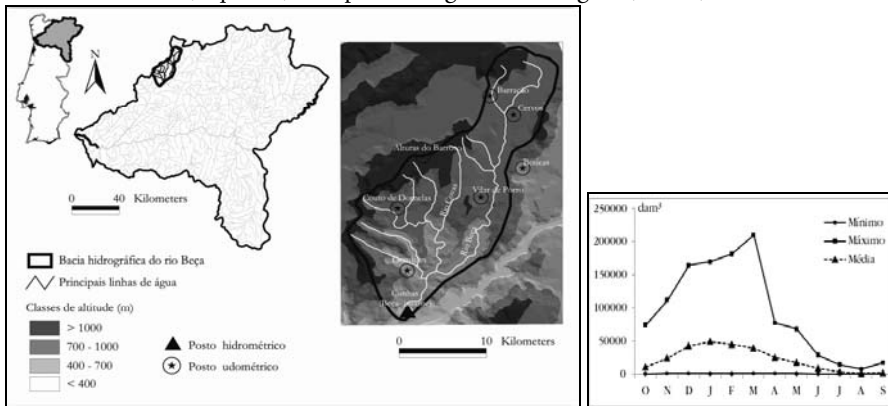 N
0 40 Kilometers
Bacia hidrográfica do rio Beça
Principais linhas de água
Classes de altitude (m)
> 1000
700 - 1000
400 - 700
< 400
Posto hidrométrico
Posto udométrico
Barracão
Cervos
Alturas do Barroso
Couto de Dornelas
Vilar de Porro
Rio Beça
0 10 Kilometers
dam³
250000
200000
150000
100000
50000
0
Mínimo
Máximo
Média
O N D J F M A M J J A S